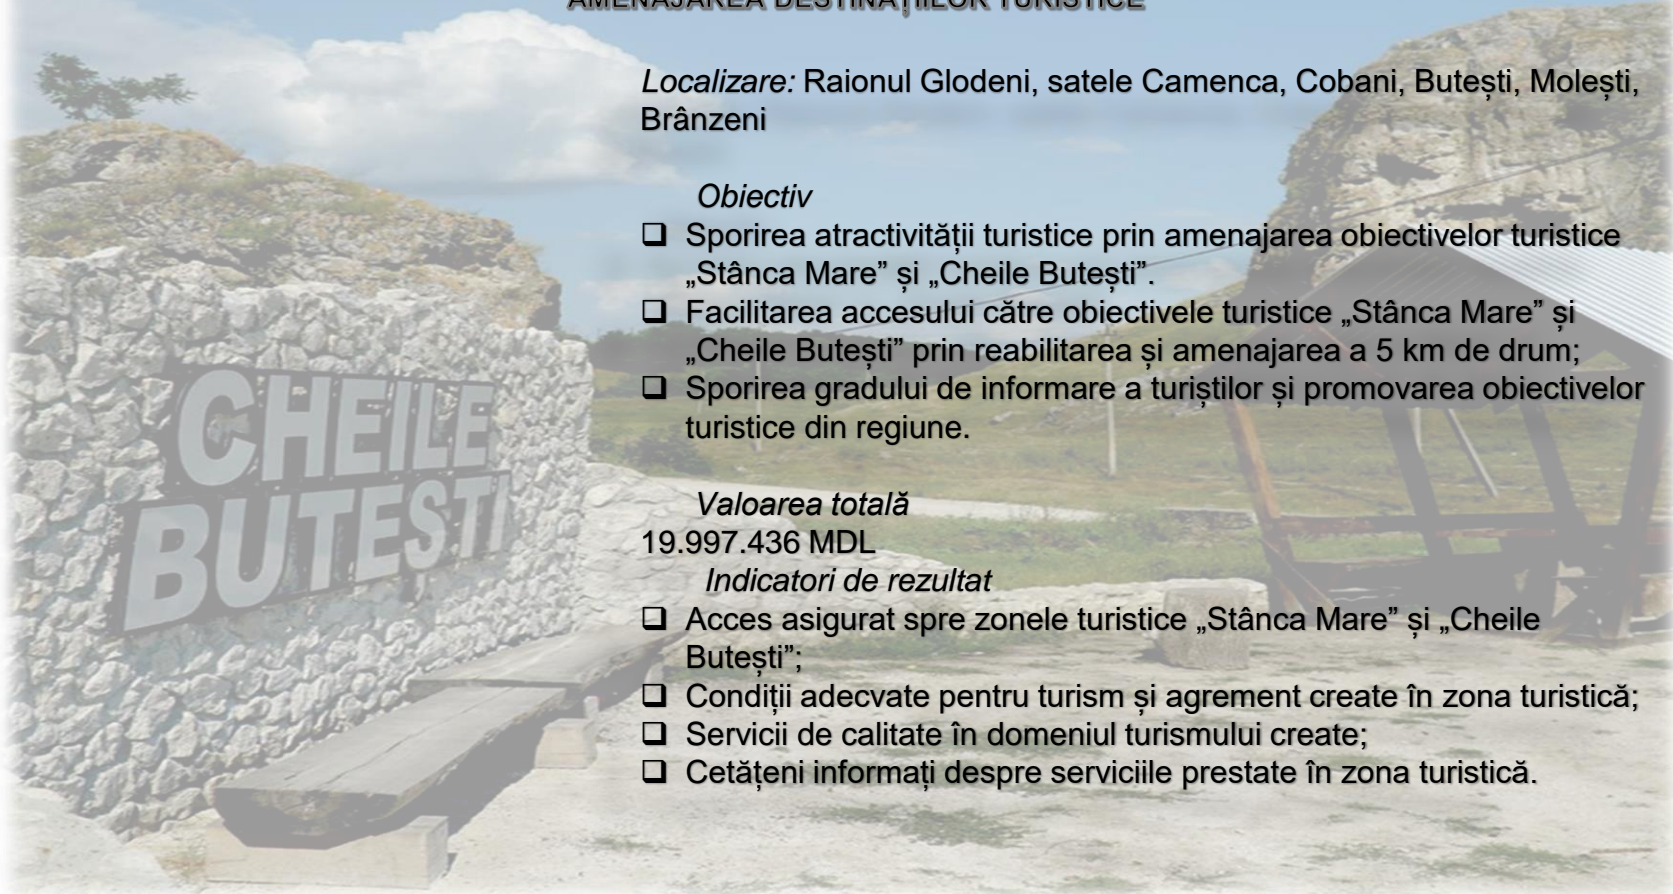 AMENAJAREA DESTINAȚIILOR TURISTICE
Localizare: Raionul Glodeni, satele Camenca, Cobani, Butești, Molești,
Brânzeni
Obiectiv
❑ Sporirea atractivității turistice prin amenajarea obiectivelor turistice
„Stânca Mare” și „Cheile Butești”.
❑ Facilitarea accesului către obiectivele turistice „Stânca Mare” și
„Cheile Butești” prin reabilitarea și amenajarea a 5 km de drum;
❑ Sporirea gradului de informare a turiștilor și promovarea obiectivelor
turistice din regiune.
Valoarea totală
19.997.436 MDL
Indicatori de rezultat
❑ Acces asigurat spre zonele turistice „Stânca Mare” și „Cheile
Butești”;
❑ Condiții adecvate pentru turism și agrement create în zona turistică;
❑ Servicii de calitate în domeniul turismului create;
❑ Cetățeni informați despre serviciile prestate în zona turistică.
CHEILE
BUTESTI